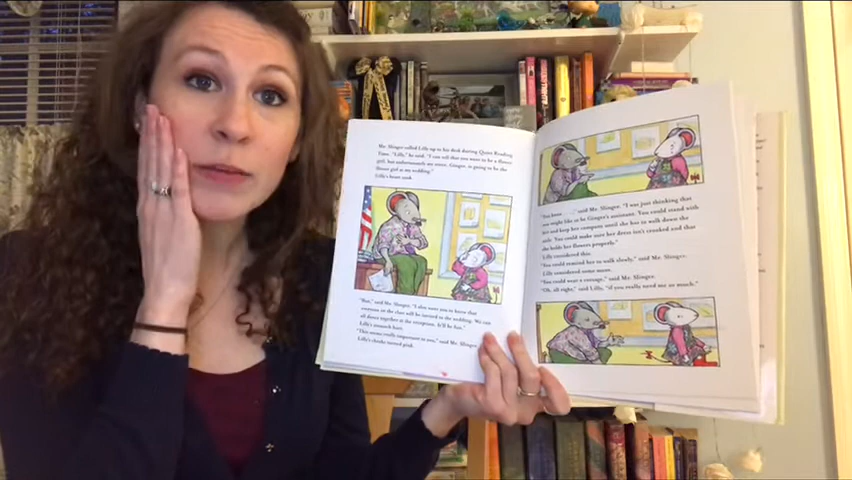 Mr. Slinger called Lilly up to his desk during Quiet Reading
Time. "Lilly," he said, "I can tell that you want to be a flower
girl, but unfortunately my niece, Ginger, is going to be the
flower girl at my wedding."
Lilly's heart sank.
"But," said Mr. Slinger, "I also want you to know that
everyone in the class will be invited to the wedding. We can
all dance together at the reception. It'll be fun."
Lilly's stomach hurt.
"This seems really important to you," said Mr. Slinger.
Lilly's cheeks turned pink.
"You know . . ." said Mr. Slinger. "I was just thinking that
you might like to be Ginger's assistant. You could stand with
her and keep her company until she walks down the
aisle. You could make sure her dress isn't creased and that
she holds her flowers properly."
Lilly considered this.
"You could remind her to walk slowly," said Mr. Slinger.
Lilly considered some more.
"You could wear a corsage," said Mr. Slinger.
"Oh, all right," said Lilly, "if you really need me so much."